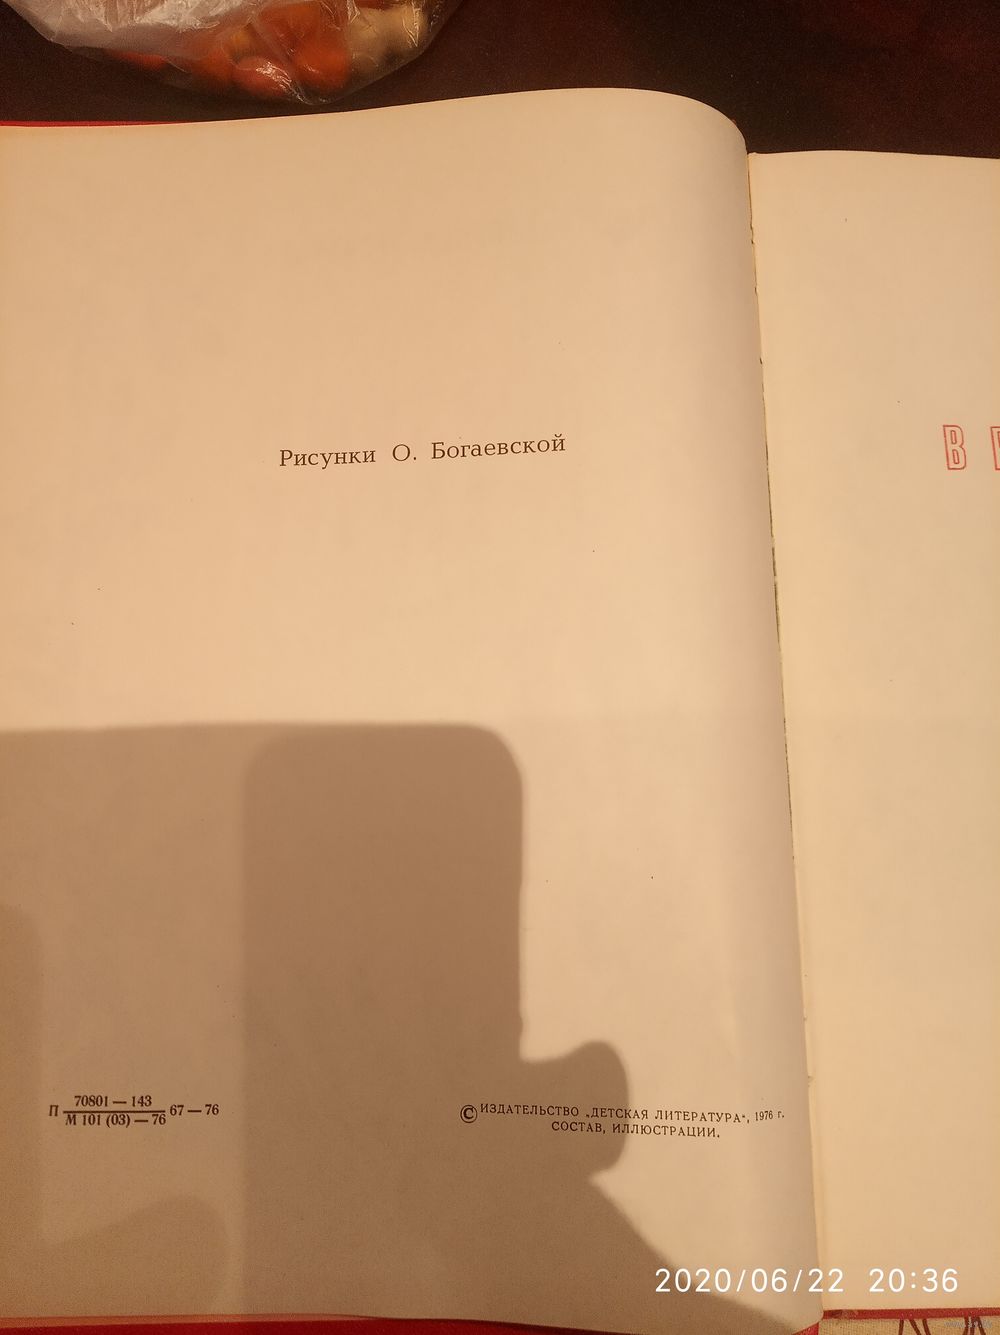 Рисунки О. Богаевской
В
70801 — 143
П М 101 (03) — 76 67 — 76
© ИЗДАТЕЛЬСТВО „ДЕТСКАЯ ЛИТЕРАТУРА“, 1976 г.
СОСТАВ, ИЛЛЮСТРАЦИИ.
2020/06/22 20:36